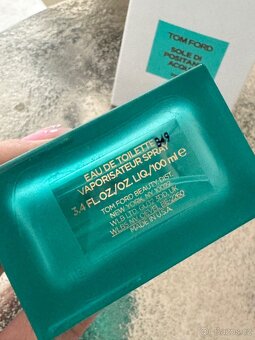 TOM FORD
SOLE DI
POSITANO
ACQUA
EAU DE TOILETTE
VAPORISATEUR SPRAY
3.4 FL.OZ./OZ. LIQ./100 ml e
TOM FORD BEAUTY DIST.
NEW YORK, NY
MADE IN U.S.A.